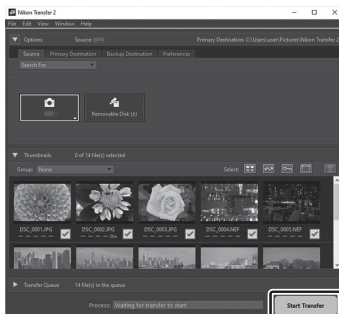 Nikon Transfer 2
File Edit View Window Help
Options Source: Primary Destination: C:\Users\user\Pictures\Nikon Transfer 2
Source Primary Destination Backup Destination Preferences
Search For
Removable Disk (J:)
Thumbnails 0 of 14 file(s) selected
Group: None Select:
DSC_0001.JPG DSC_0002.JPG DSC_0003.JPG DSC_0004.NEF DSC_0005.NEF
Transfer Queue 14 file(s) in the queue
Process: Waiting for transfer to start Start Transfer